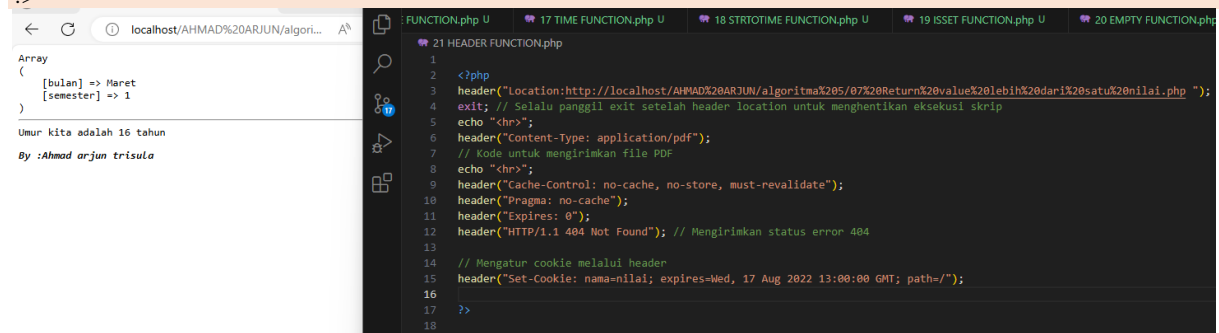 ?>
localhost/AHMAD%20ARJUN/algori...
Array
(
[bulan] => Maret
[semester] => 1
)
Umur kita adalah 16 tahun
By :Ahmad arjun trisula
FUNCTION.php U
17 TIME FUNCTION.php U
18 STRTOTIME FUNCTION.php U
19 ISSET FUNCTION.php U
20 EMPTY FUNCTION.php
21 HEADER FUNCTION.php
17
1
2 <?php
3 header("Location:http://localhost/AHMAD%20ARJUN/algoritma%205/07%20Return%20value%20lebih%20dari%20satu%20nilai.php ");
4 exit; // Selalu panggil exit setelah header location untuk menghentikan eksekusi skrip
5 echo "<hr>";
6 header("Content-Type: application/pdf");
7 // Kode untuk mengirimkan file PDF
8 echo "<hr>";
9 header("Cache-Control: no-cache, no-store, must-revalidate");
10 header("Pragma: no-cache");
11 header("Expires: 0");
12 header("HTTP/1.1 404 Not Found"); // Mengirimkan status error 404
13
14 // Mengatur cookie melalui header
15 header("Set-Cookie: nama=nilai; expires=Wed, 17 Aug 2022 13:00:00 GMT; path=/");
16
17 ?>
18